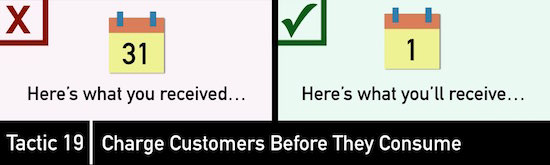 X
31
Here's what you received...
✓
1
Here's what you'll receive...
Tactic 19
Charge Customers Before They Consume